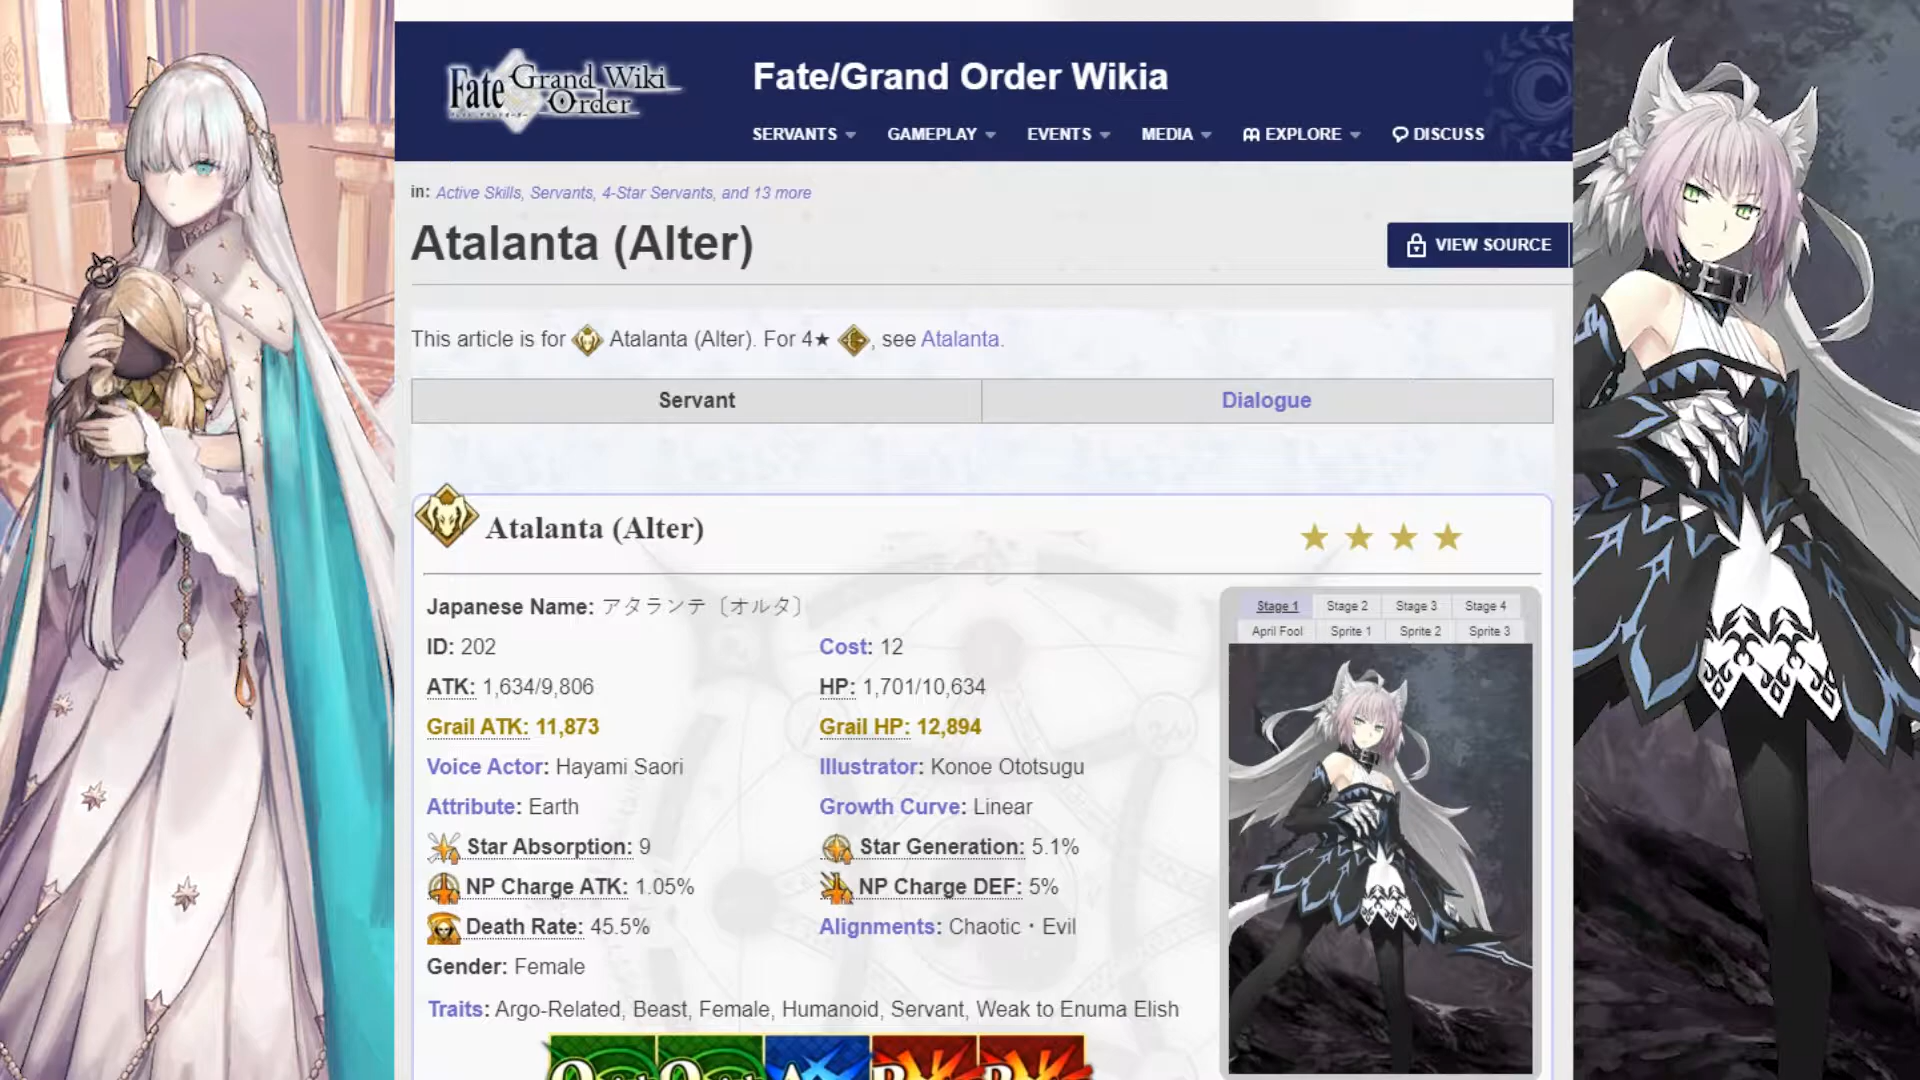 Fate Grand Wiki
Order
Fate/Grand Order Wikia
SERVANTS GAMEPLAY EVENTS MEDIA EXPLORE DISCUSS
in: Active Skills, Servants, 4-Star Servants, and 13 more
Atalanta (Alter)
VIEW SOURCE
This article is for Atalanta (Alter). For 4★ , see Atalanta.
Servant Dialogue
Atalanta (Alter) ★ ★ ★ ★
Japanese Name: アタランテ〔オルタ〕
ID: 202 Cost: 12
ATK: 1,634/9,806 HP: 1,701/10,634
Grail ATK: 11,873 Grail HP: 12,894
Voice Actor: Hayami Saori Illustrator: Konoe Ototsugu
Attribute: Earth Growth Curve: Linear
Star Absorption: 9 Star Generation: 5.1%
NP Charge ATK: 1.05% NP Charge DEF: 5%
Death Rate: 45.5% Alignments: Chaotic・Evil
Gender: Female
Traits: Argo-Related, Beast, Female, Humanoid, Servant, Weak to Enuma Elish
Stage 1 Stage 2 Stage 3 Stage 4
April Fool Sprite 1 Sprite 2 Sprite 3